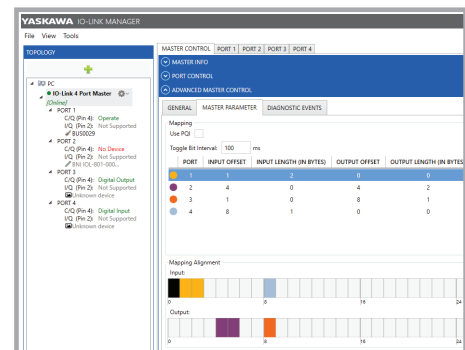 YASKAWA IO-LINK MANAGER
File View Tools
TOPOLOGY
PC
IO-Link 4 Port Master
[Online]
PORT 1
C/Q (Pin 4): Operate
I/Q (Pin 2): Not Supported
BUS0029
PORT 2
C/Q (Pin 4): No Device
I/Q (Pin 2): Not Supported
BNI IOL-801-000...
PORT 3
C/Q (Pin 4): Digital Output
I/Q (Pin 2): Not Supported
Unknown device
PORT 4
C/Q (Pin 4): Digital Input
I/Q (Pin 2): Not Supported
Unknown device
MASTER CONTROL PORT 1 PORT 2 PORT 3 PORT 4
MASTER INFO
PORT CONTROL
ADVANCED MASTER CONTROL
GENERAL MASTER PARAMETER DIAGNOSTIC EVENTS
Mapping
Use PQI
Toggle Bit Interval: 100 ms
PORT INPUT OFFSET INPUT LENGTH (IN BYTES) OUTPUT OFFSET OUTPUT LENGTH (IN BYTES
1 1 2 0 0
2 4 0 4 2
3 1 0 8 1
4 8 1 0 0
Mapping Alignment
Input:
0 8 16 24
Output:
0 8 16 24